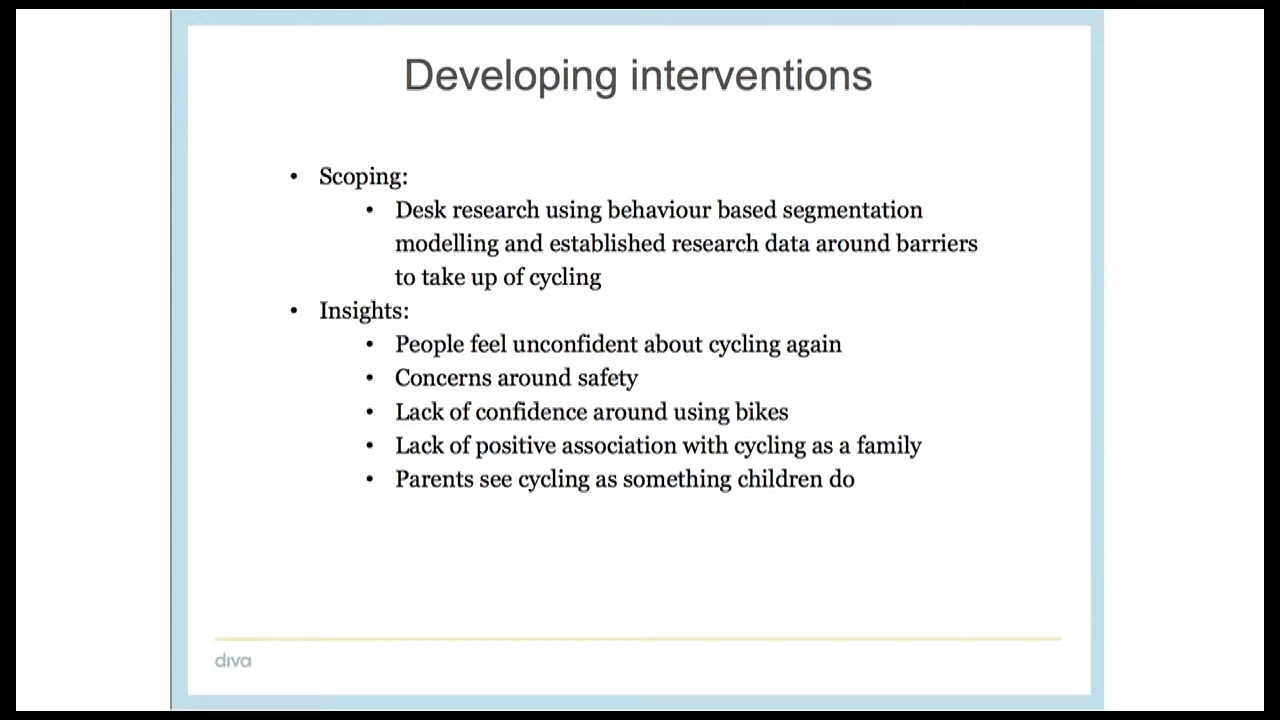 Developing interventions
• Scoping:
• Desk research using behaviour based segmentation
modelling and established research data around barriers
to take up of cycling
• Insights:
• People feel unconfident about cycling again
• Concerns around safety
• Lack of confidence around using bikes
• Lack of positive association with cycling as a family
• Parents see cycling as something children do
diva